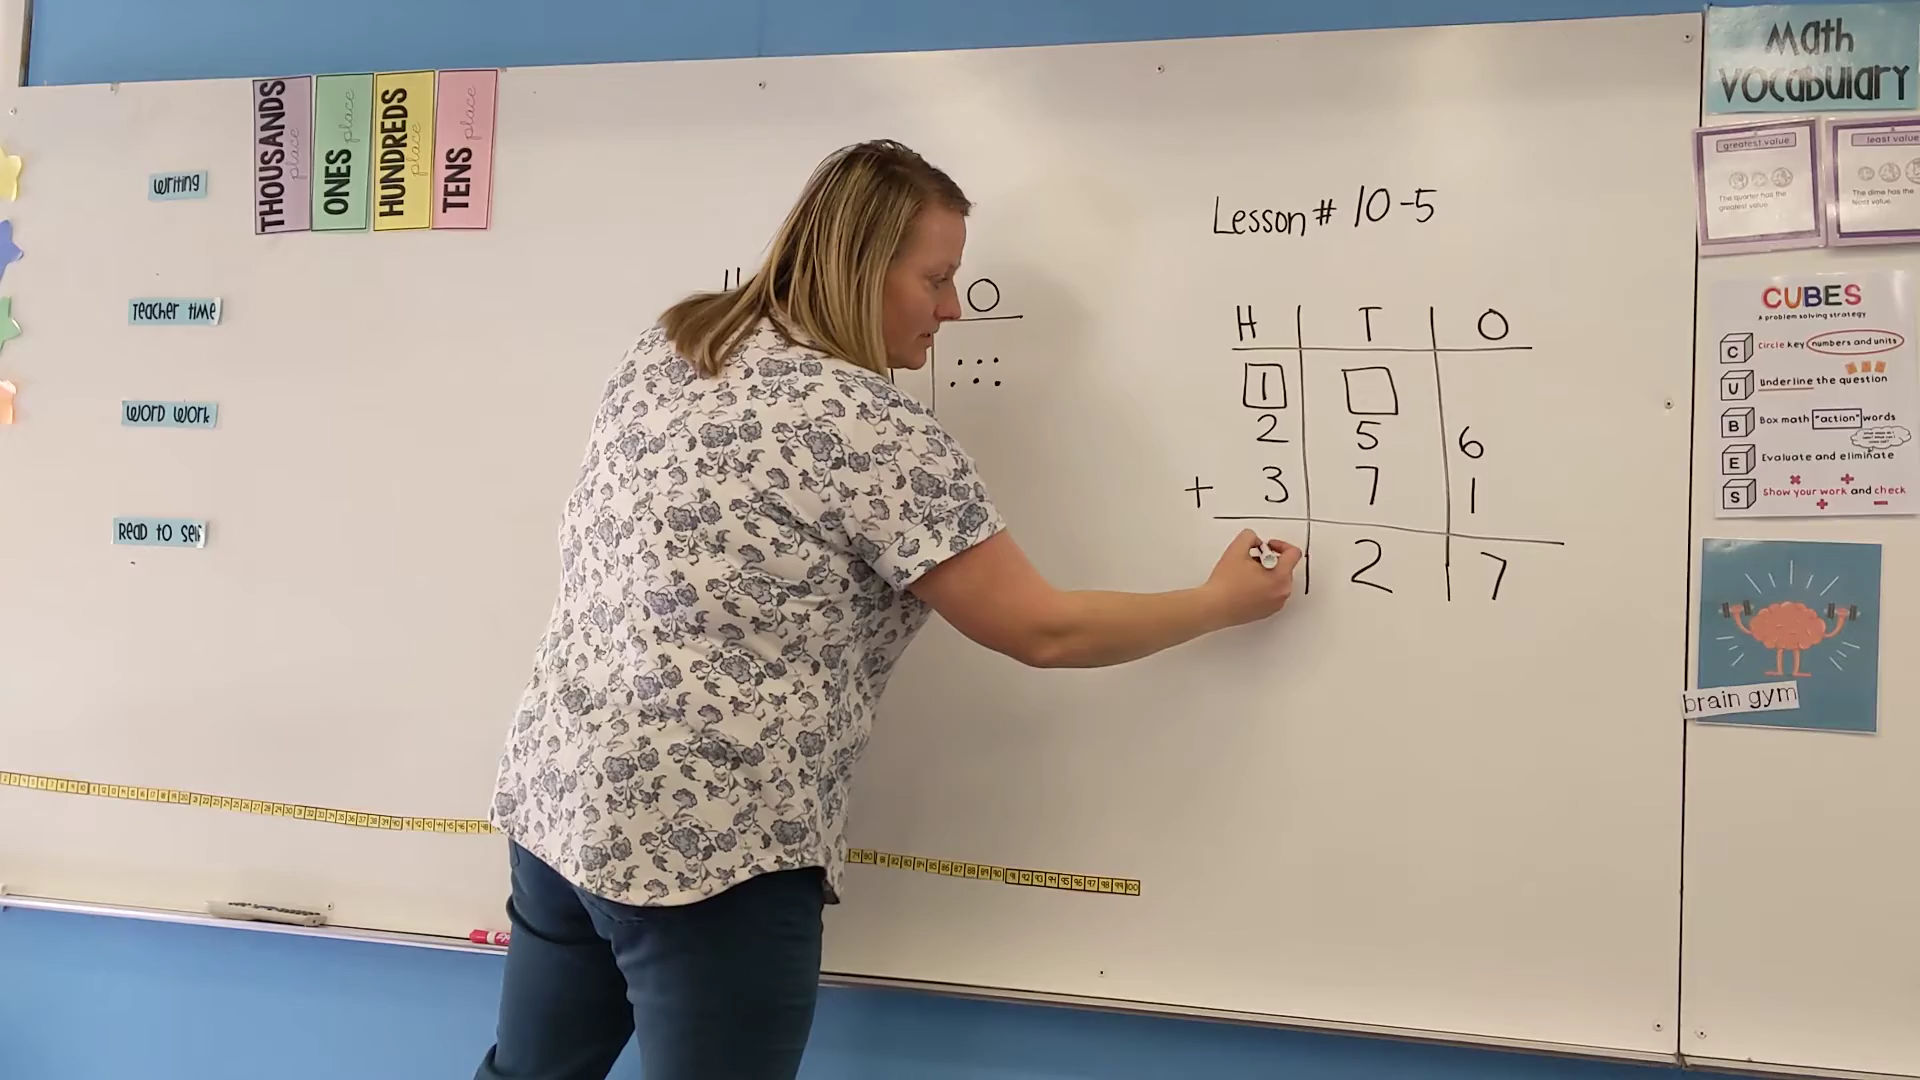 THOUSANDS place
ONES place
HUNDREDS place
TENS place
writing
Teacher Time
word work
Read to self
O
Lesson # 10-5
H T O
1
2 5 6
+ 3 7 1
2 7
Math
Vocabulary
greatest value
The quarter has the
greatest value.
least value
The dime has the
least value.
CUBES
A problem solving strategy
C Circle key numbers and units
U Underline the question
B Box math "action" words
E Evaluate and eliminate
S Show your work and check
brain gym